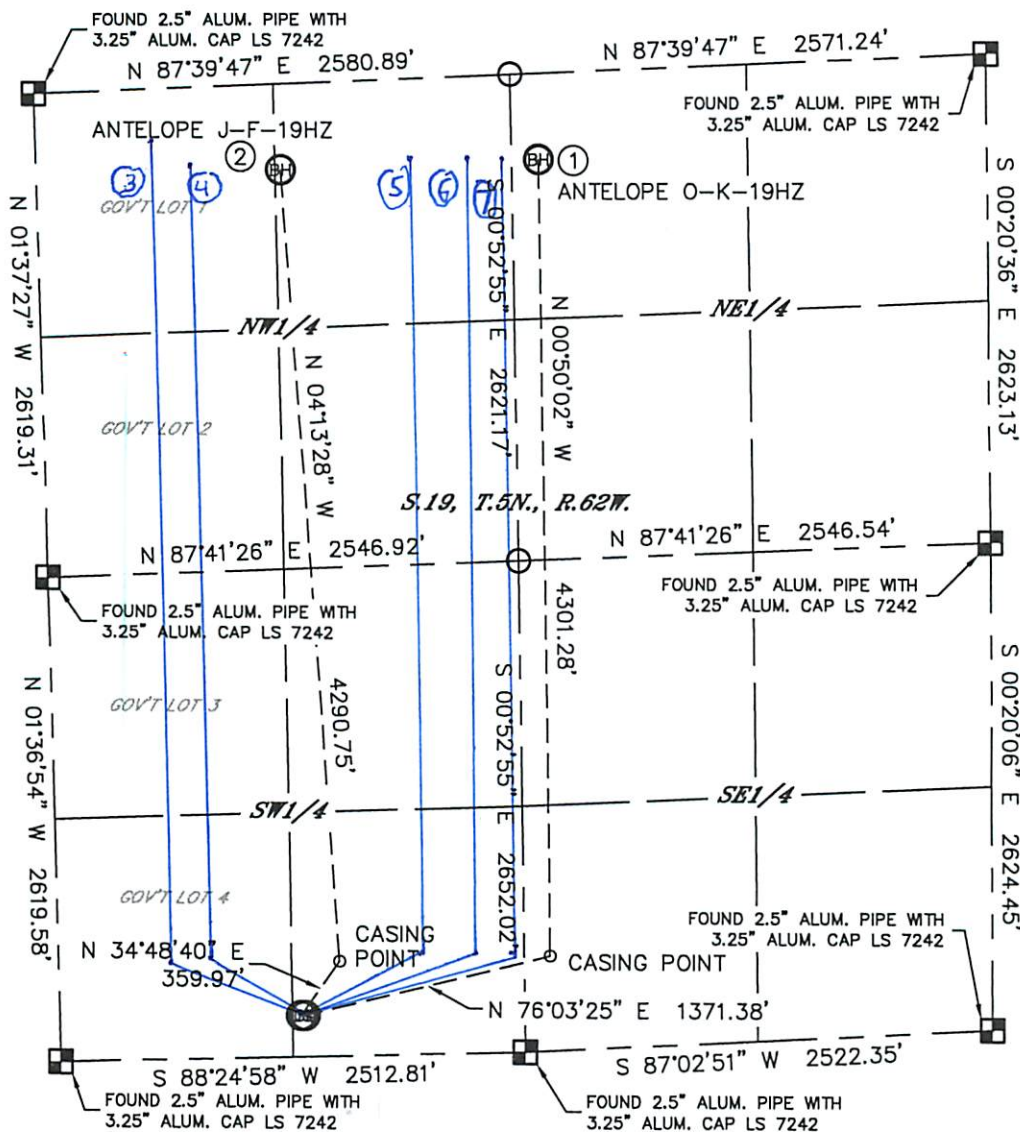 FOUND 2.5" ALUM. PIPE WITH
3.25" ALUM. CAP LS 7242
N 87°39'47" E 2580.89'
N 87°39'47" E 2571.24'
FOUND 2.5" ALUM. PIPE WITH
3.25" ALUM. CAP LS 7242
ANTELOPE J-F-19HZ
2
BH
BH
1
ANTELOPE O-K-19HZ
3
4
5
6
7
GOV'T LOT 1
N 01°37'27" W 2619.31'
S 00°52'55" E 2621.17'
S 00°20'36" E 2623.13'
NW1/4
NE1/4
N 04°13'28" W
4290.75'
N 00°50'02" W
4301.28'
GOV'T LOT 2
S.19, T.5N., R.62W.
N 87°41'26" E 2546.92'
N 87°41'26" E 2546.54'
FOUND 2.5" ALUM. PIPE WITH
3.25" ALUM. CAP LS 7242
FOUND 2.5" ALUM. PIPE WITH
3.25" ALUM. CAP LS 7242
GOV'T LOT 3
N 01°36'54" W 2619.58'
S 00°52'55" E 2652.02'
S 00°20'06" E 2624.45'
SW1/4
SE1/4
GOV'T LOT 4
FOUND 2.5" ALUM. PIPE WITH
3.25" ALUM. CAP LS 7242
N 34°48'40" E
359.97'
CASING
POINT
CASING POINT
N 76°03'25" E 1371.38'
S 88°24'58" W 2512.81'
S 87°02'51" W 2522.35'
FOUND 2.5" ALUM. PIPE WITH
3.25" ALUM. CAP LS 7242
FOUND 2.5" ALUM. PIPE WITH
3.25" ALUM. CAP LS 7242